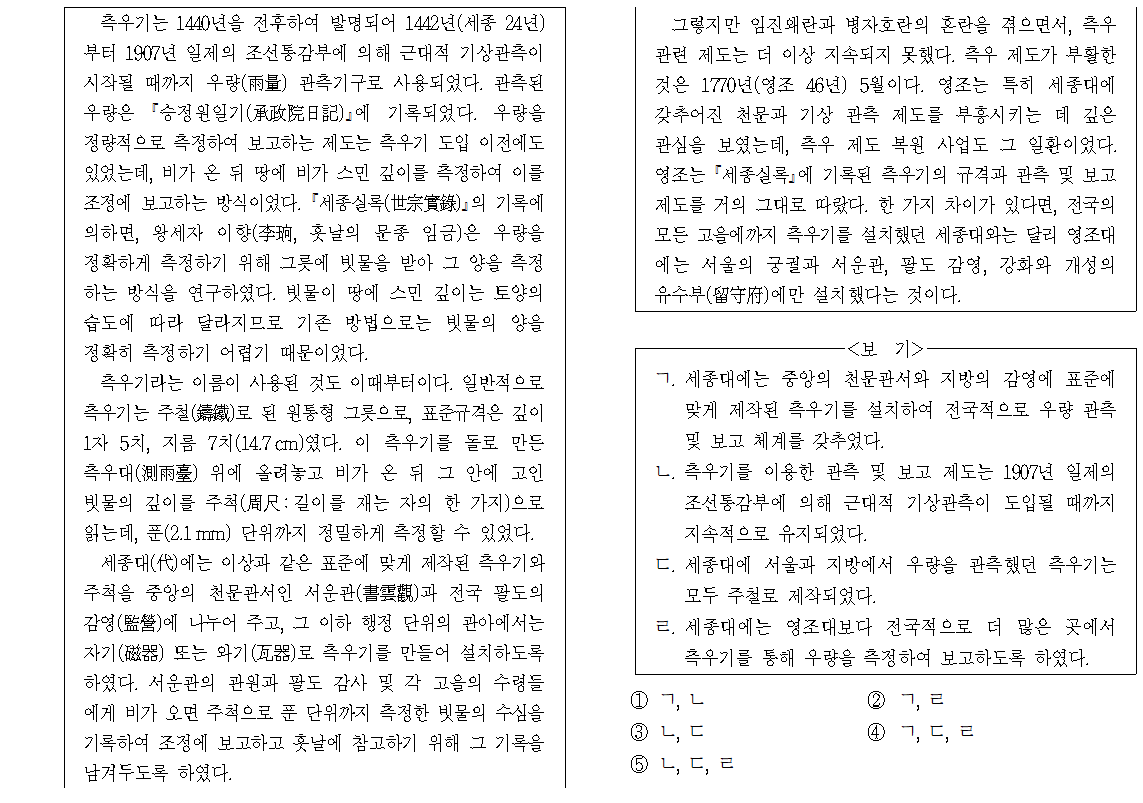 측우기는 1440년을 전후하여 발명되어 1442년(세종 24년)
부터 1907년 일제의 조선통감부에 의해 근대적 기상관측이
시작될 때까지 우량(雨量) 관측기구로 사용되었다. 관측된
우량은 『승정원일기(承政院日記)』에 기록되었다. 우량을
정량적으로 측정하여 보고하는 제도는 측우기 도입 이전에도
있었는데, 비가 온 뒤 땅에 비가 스민 깊이를 측정하여 이를
조정에 보고하는 방식이었다. 『세종실록(世宗實錄)』의 기록에
의하면, 왕세자 이향(李珦, 훗날의 문종 임금)은 우량을
정확하게 측정하기 위해 그릇에 빗물을 받아 그 양을 측정
하는 방식을 연구하였다. 빗물이 땅에 스민 깊이는 토양의
습도에 따라 달라지므로 기존 방법으로는 빗물의 양을
정확히 측정하기 어렵기 때문이었다.
측우기라는 이름이 사용된 것도 이때부터이다. 일반적으로
측우기는 주철(鑄鐵)로 된 원통형 그릇으로, 표준규격은 깊이
1자 5치, 지름 7치(14.7㎝)였다. 이 측우기를 돌로 만든
측우대(測雨臺) 위에 올려놓고 비가 온 뒤 그 안에 고인
빗물의 깊이를 주척(周尺:길이를 재는 자의 한 가지)으로
읽는데, 푼(2.1㎜) 단위까지 정밀하게 측정할 수 있었다.
세종대(代)에는 이상과 같은 표준에 맞게 제작된 측우기와
주척을 중앙의 천문관서인 서운관(書雲觀)과 전국 팔도의
감영(監營)에 나누어 주고, 그 이하 행정 단위의 관아에서는
자기(磁器) 또는 와기(瓦器)로 측우기를 만들어 설치하도록
하였다. 서운관의 관원과 팔도 감사 및 각 고을의 수령들
에게 비가 오면 주척으로 푼 단위까지 측정한 빗물의 수심을
기록하여 조정에 보고하고 훗날에 참고하기 위해 그 기록을
남겨두도록 하였다.
그렇지만 임진왜란과 병자호란의 혼란을 겪으면서, 측우
관련 제도는 더 이상 지속되지 못했다. 측우 제도가 부활한
것은 1770년(영조 46년) 5월이다. 영조는 특히 세종대에
갖추어진 천문과 기상 관측 제도를 부흥시키는 데 깊은
관심을 보였는데, 측우 제도 복원 사업도 그 일환이었다.
영조는 『세종실록』에 기록된 측우기의 규격과 관측 및 보고
제도를 거의 그대로 따랐다. 한 가지 차이가 있다면, 전국의
모든 고을에까지 측우기를 설치했던 세종대와는 달리 영조대
에는 서울의 궁궐과 서운관, 팔도 감영, 강화와 개성의
유수부(留守府)에만 설치했다는 것이다.
<보 기>
ㄱ. 세종대에는 중앙의 천문관서와 지방의 감영에 표준에
맞게 제작된 측우기를 설치하여 전국적으로 우량 관측
및 보고 체계를 갖추었다.
ㄴ. 측우기를 이용한 관측 및 보고 제도는 1907년 일제의
조선통감부에 의해 근대적 기상관측이 도입될 때까지
지속적으로 유지되었다.
ㄷ. 세종대에 서울과 지방에서 우량을 관측했던 측우기는
모두 주철로 제작되었다.
ㄹ. 세종대에는 영조대보다 전국적으로 더 많은 곳에서
측우기를 통해 우량을 측정하여 보고하도록 하였다.
① ㄱ, ㄴ ② ㄱ, ㄹ
③ ㄴ, ㄷ ④ ㄱ, ㄷ, ㄹ
⑤ ㄴ, ㄷ, ㄹ